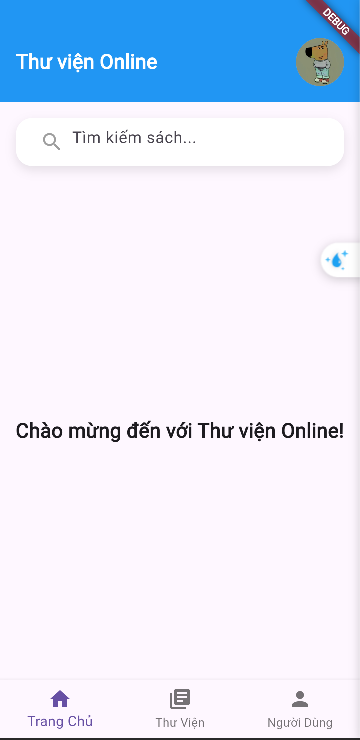 DEBUG
Thư viện Online
Tìm kiếm sách...
Chào mừng đến với Thư viện Online!
Trang Chủ
Thư Viện
Người Dùng